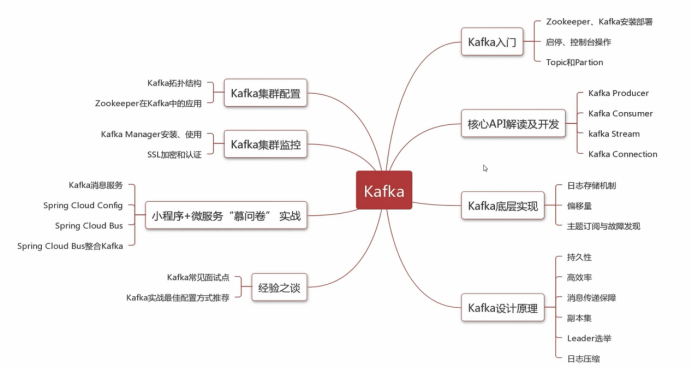 Kafka
Kafka入门
Zookeeper、Kafka安装部署
启停、控制台操作
Topic和Partion
核心API解读及开发
Kafka Producer
Kafka Consumer
kafka Stream
Kafka Connection
Kafka底层实现
日志存储机制
偏移量
主题订阅与故障发现
Kafka设计原理
持久性
高效率
消息传递保障
副本集
Leader选举
日志压缩
Kafka集群配置
Kafka拓扑结构
Zookeeper在Kafka中的应用
Kafka集群监控
Kafka Manager安装、使用
SSL加密和认证
小程序+微服务“慕问卷” 实战
Kafka消息服务
Spring Cloud Config
Spring Cloud Bus
Spring Cloud Bus整合Kafka
经验之谈
Kafka常见面试点
Kafka实战最佳配置方式推荐